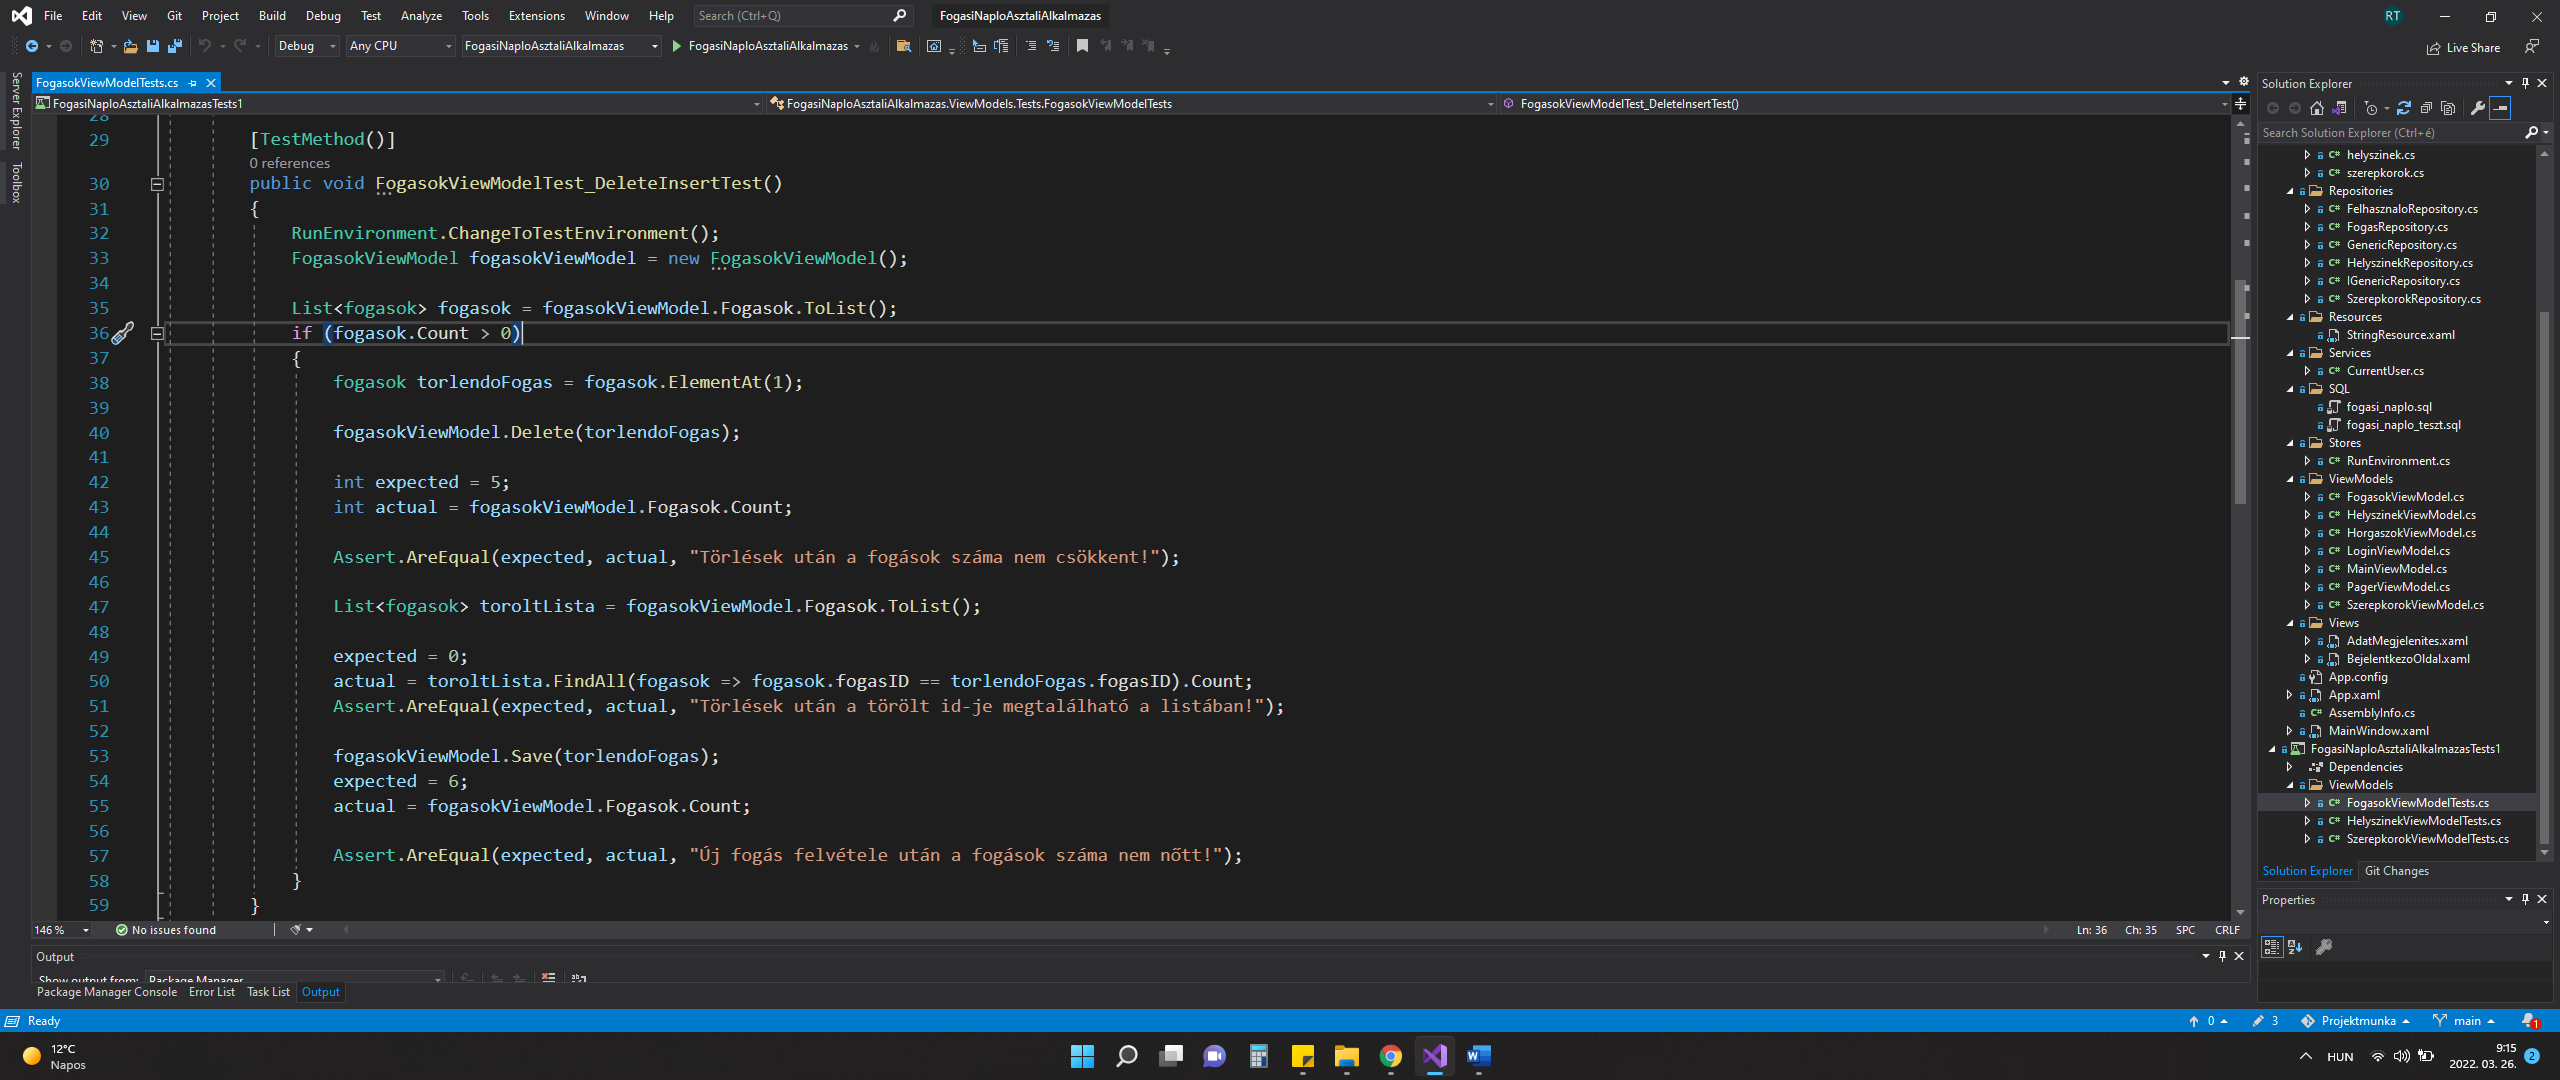 File Edit View Git Project Build Debug Test Analyze Tools Extensions Window Help Search (Ctrl+Q) FogasiNaploAsztaliAlkalmazas RT
Debug Any CPU FogasiNaploAsztaliAlkalmazas FogasiNaploAsztaliAlkalmazas Live Share
Server Explorer
Toolbox
FogasokViewModelTests.cs
FogasiNaploAsztaliAlkalmazasTests1 FogasiNaploAsztaliAlkalmazas.ViewModels.Tests.FogasokViewModelTests FogasokViewModelTest_DeleteInsertTest()
28
29 [TestMethod()]
0 references
30 public void FogasokViewModelTest_DeleteInsertTest()
31 {
32 RunEnvironment.ChangeToTestEnvironment();
33 FogasokViewModel fogasokViewModel = new FogasokViewModel();
34
35 List<fogasok> fogasok = fogasokViewModel.Fogasok.ToList();
36 if (fogasok.Count > 0)
37 {
38 fogasok torlendoFogas = fogasok.ElementAt(1);
39
40 fogasokViewModel.Delete(torlendoFogas);
41
42 int expected = 5;
43 int actual = fogasokViewModel.Fogasok.Count;
44
45 Assert.AreEqual(expected, actual, "Törlések után a fogások száma nem csökkent!");
46
47 List<fogasok> toroltLista = fogasokViewModel.Fogasok.ToList();
48
49 expected = 0;
50 actual = toroltLista.FindAll(fogasok => fogasok.fogasID == torlendoFogas.fogasID).Count;
51 Assert.AreEqual(expected, actual, "Törlések után a törölt id-je megtalálható a listában!");
52
53 fogasokViewModel.Save(torlendoFogas);
54 expected = 6;
55 actual = fogasokViewModel.Fogasok.Count;
56
57 Assert.AreEqual(expected, actual, "Új fogás felvétele után a fogások száma nem nőtt!");
58 }
59 }
146 % No issues found Ln: 36 Ch: 35 SPC CRLF
Output
Show output from: Package Manager
Package Manager Console Error List Task List Output
Solution Explorer
Search Solution Explorer (Ctrl+é)
helyszinek.cs
szerepkorok.cs
Repositories
FelhasznaloRepository.cs
FogasRepository.cs
GenericRepository.cs
HelyszinekRepository.cs
IGenericRepository.cs
SzerepkorokRepository.cs
Resources
StringResource.xaml
Services
CurrentUser.cs
SQL
fogasi_naplo.sql
fogasi_naplo_teszt.sql
Stores
RunEnvironment.cs
ViewModels
FogasokViewModel.cs
HelyszinekViewModel.cs
HorgaszokViewModel.cs
LoginViewModel.cs
MainViewModel.cs
PagerViewModel.cs
SzerepkorokViewModel.cs
Views
AdatMegjelenites.xaml
BejelentkezoOldal.xaml
App.config
App.xaml
AssemblyInfo.cs
MainWindow.xaml
FogasiNaploAsztaliAlkalmazasTests1
Dependencies
ViewModels
FogasokViewModelTests.cs
HelyszinekViewModelTests.cs
SzerepkorokViewModelTests.cs
Solution Explorer Git Changes
Properties
Ready 0 3 Projektmunka main 1
12°C
Napos
HUN
9:15
2022. 03. 26.
2